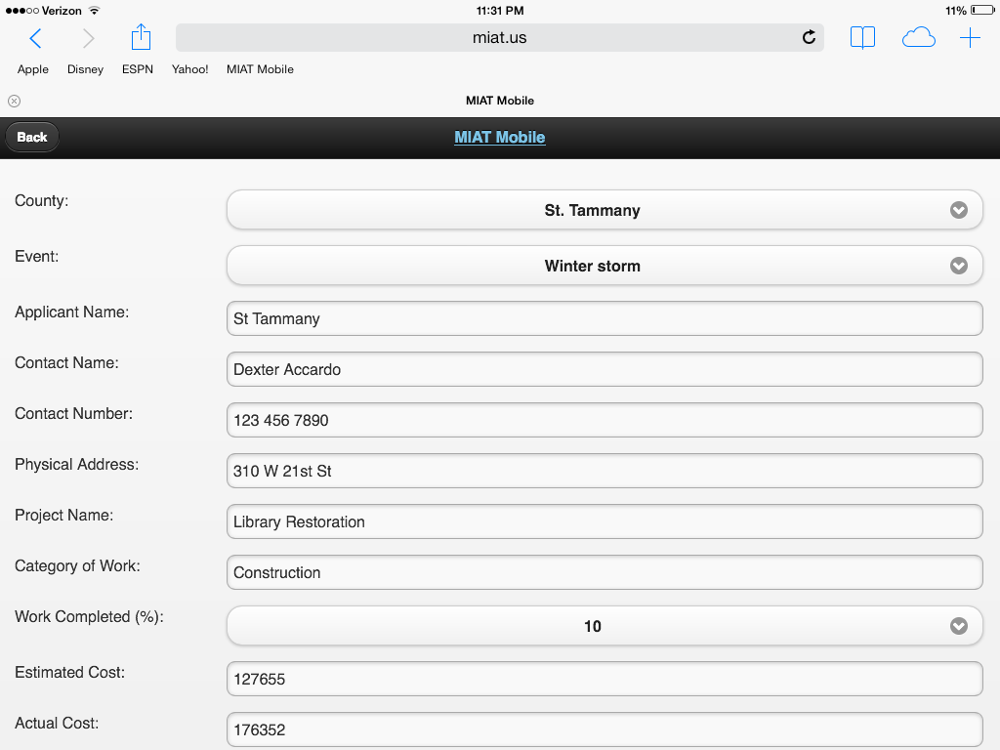 Verizon 11:31 PM 11%
miat.us
Apple Disney ESPN Yahoo! MIAT Mobile
MIAT Mobile
Back MIAT Mobile
County: St. Tammany
Event: Winter storm
Applicant Name: St Tammany
Contact Name: Dexter Accardo
Contact Number: 123 456 7890
Physical Address: 310 W 21st St
Project Name: Library Restoration
Category of Work: Construction
Work Completed (%): 10
Estimated Cost: 127655
Actual Cost: 176352